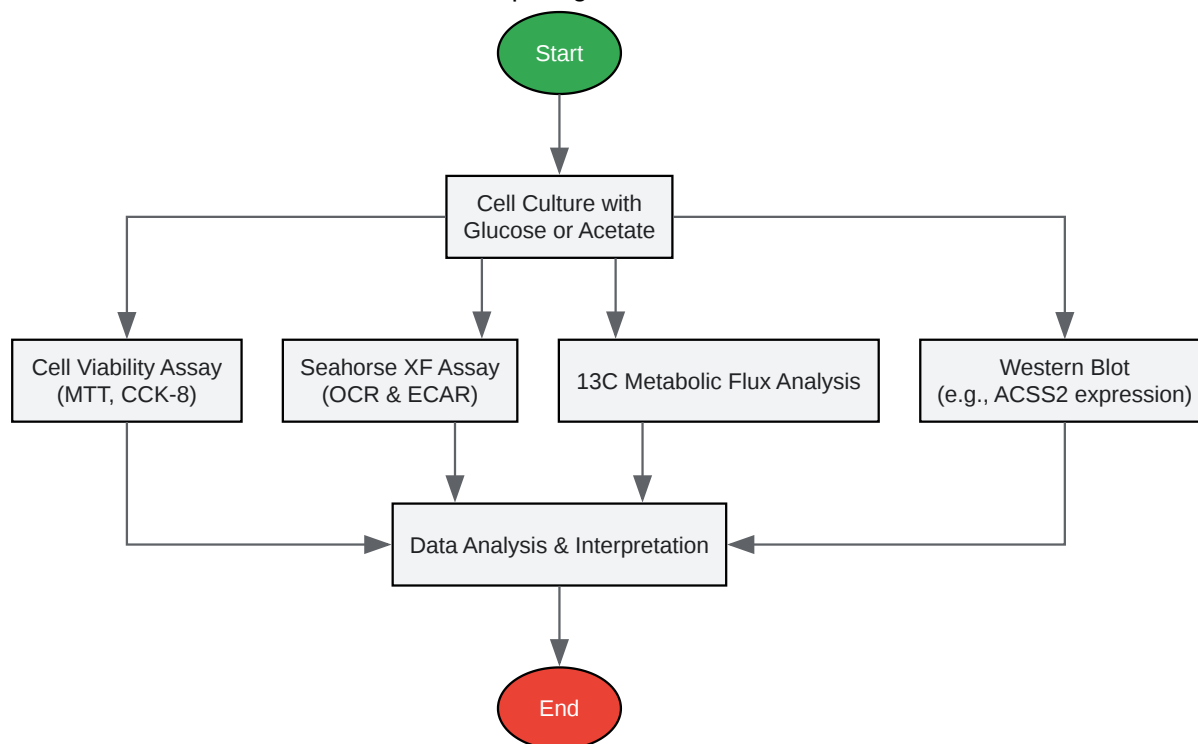 Start
Cell Culture with
Glucose or Acetate
Cell Viability Assay
(MTT, CCK-8)
Seahorse XF Assay
(OCR & ECAR)
13C Metabolic Flux Analysis
Western Blot
(e.g., ACSS2 expression)
Data Analysis & Interpretation
End